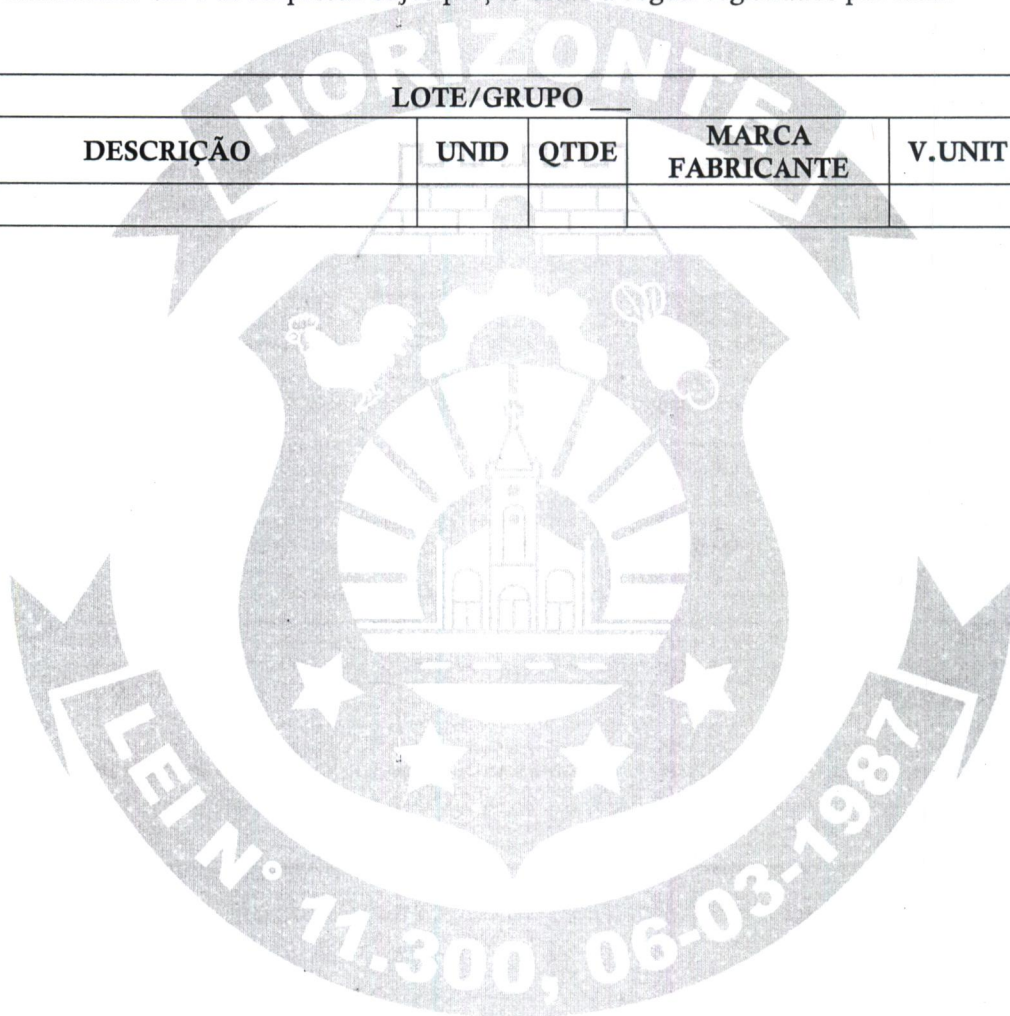 HORIZONTE
LOTE/GRUPO ___
DESCRIÇÃO UNID QTDE MARCA FABRICANTE V.UNIT
LEI Nº 11.300, 06-03-1987